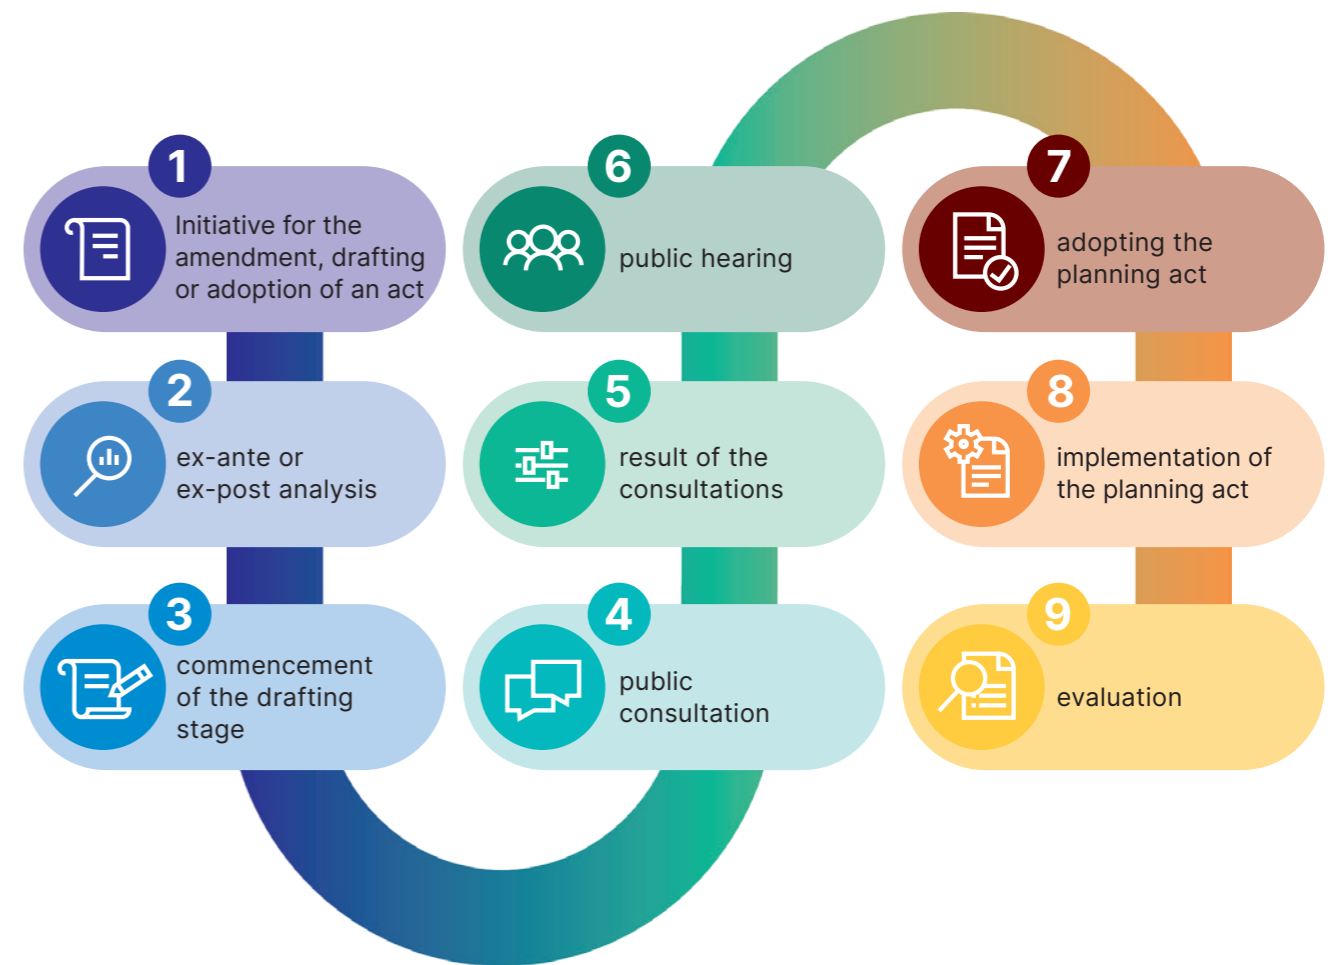 1
Initiative for the
amendment, drafting
or adoption of an act
2
ex-ante or
ex-post analysis
3
commencement
of the drafting
stage
4
public
consultation
5
result of the
consultations
6
public hearing
7
adopting the
planning act
8
implementation of
the planning act
9
evaluation